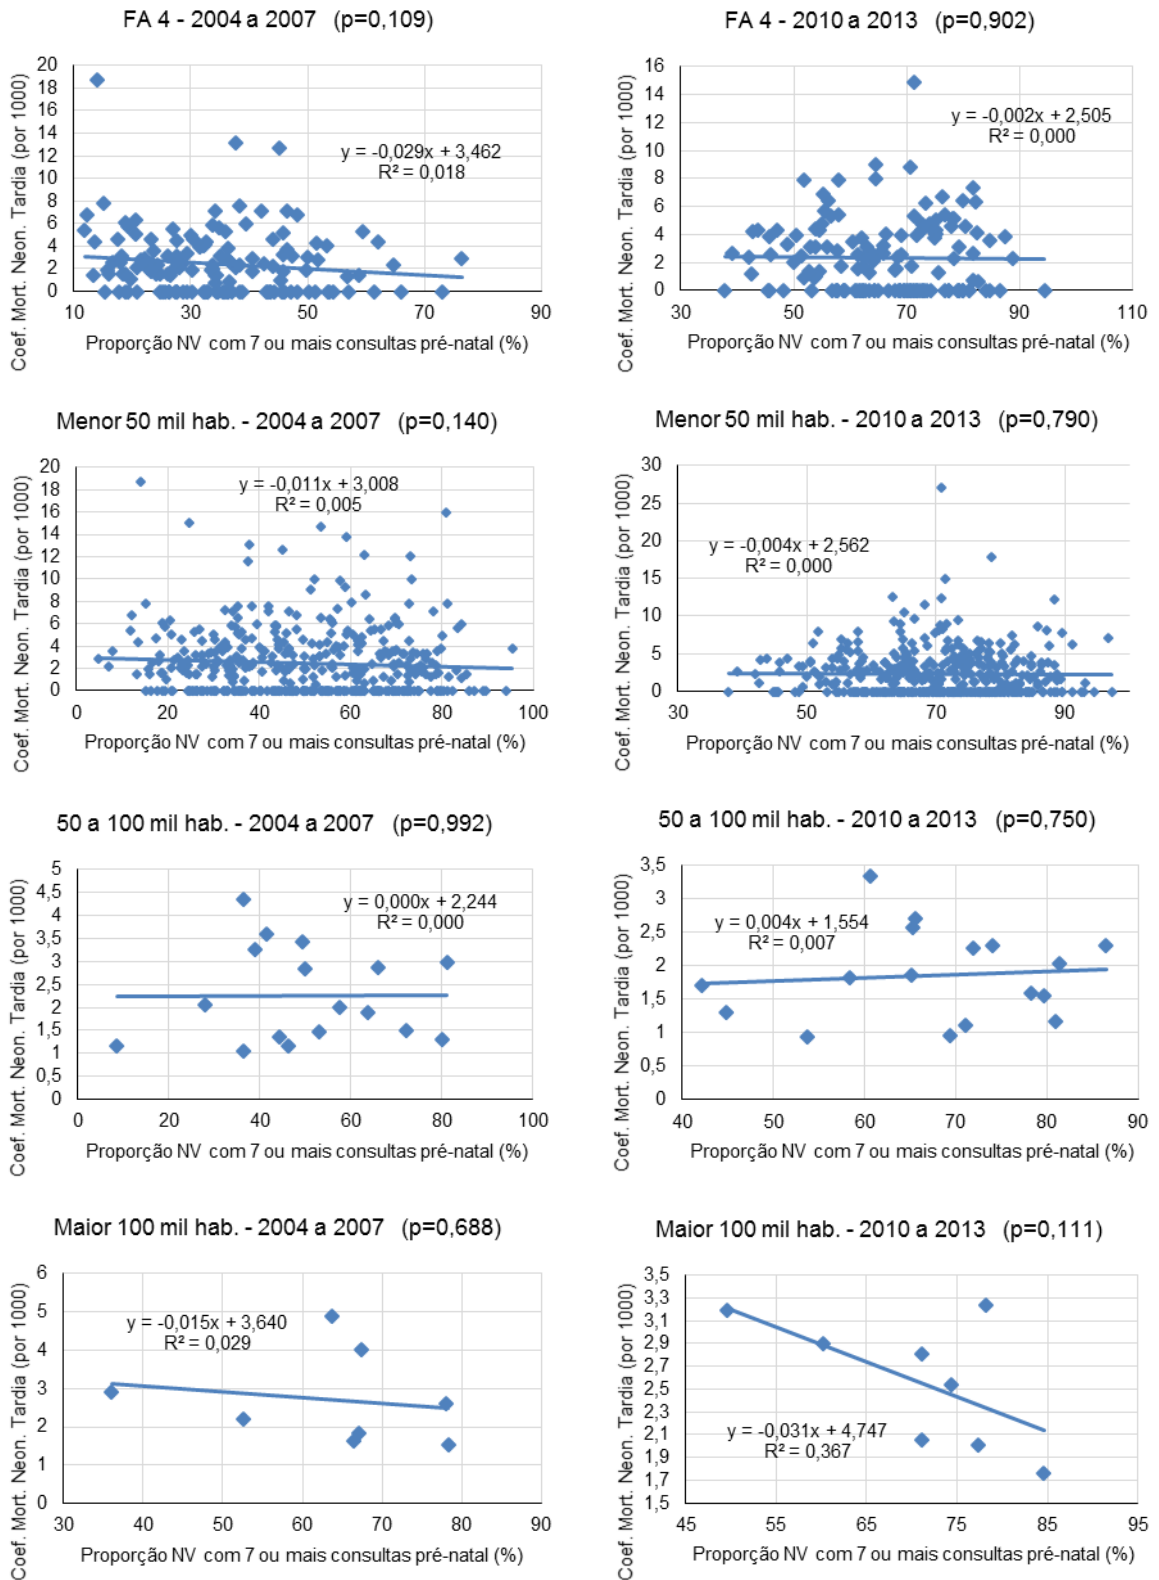 FA 4 - 2004 a 2007 (p=0,109)
Coef. Mort. Neon. Tardia (por 1000)
20
18
16
14
12
10
8
6
4
2
0
y = -0,029x + 3,462
R² = 0,018
10 30 50 70 90
Proporção NV com 7 ou mais consultas pré-natal (%)
FA 4 - 2010 a 2013 (p=0,902)
Coef. Mort. Neon. Tardia (por 1000)
16
14
12
10
8
6
4
2
0
y = -0,002x + 2,505
R² = 0,000
30 50 70 90 110
Proporção NV com 7 ou mais consultas pré-natal (%)
Menor 50 mil hab. - 2004 a 2007 (p=0,140)
Coef. Mort. Neon. Tardia (por 1000)
20
18
16
14
12
10
8
6
4
2
0
y = -0,011x + 3,008
R² = 0,005
0 20 40 60 80 100
Proporção NV com 7 ou mais consultas pré-natal (%)
Menor 50 mil hab. - 2010 a 2013 (p=0,790)
Coef. Mort. Neon. Tardia (por 1000)
30
25
20
15
10
5
0
y = -0,004x + 2,562
R² = 0,000
30 50 70 90
Proporção NV com 7 ou mais consultas pré-natal (%)
50 a 100 mil hab. - 2004 a 2007 (p=0,992)
Coef. Mort. Neon. Tardia (por 1000)
5
4,5
4
3,5
3
2,5
2
1,5
1
0,5
0
y = 0,000x + 2,244
R² = 0,000
0 20 40 60 80 100
Proporção NV com 7 ou mais consultas pré-natal (%)
50 a 100 mil hab. - 2010 a 2013 (p=0,750)
Coef. Mort. Neon. Tardia (por 1000)
3,5
3
2,5
2
1,5
1
0,5
0
y = 0,004x + 1,554
R² = 0,007
40 50 60 70 80 90
Proporção NV com 7 ou mais consultas pré-natal (%)
Maior 100 mil hab. - 2004 a 2007 (p=0,688)
Coef. Mort. Neon. Tardia (por 1000)
6
5
4
3
2
1
0
y = -0,015x + 3,640
R² = 0,029
30 40 50 60 70 80 90
Proporção NV com 7 ou mais consultas pré-natal (%)
Maior 100 mil hab. - 2010 a 2013 (p=0,111)
Coef. Mort. Neon. Tardia (por 1000)
3,5
3,3
3,1
2,9
2,7
2,5
2,3
2,1
1,9
1,7
1,5
y = -0,031x + 4,747
R² = 0,367
45 55 65 75 85 95
Proporção NV com 7 ou mais consultas pré-natal (%)